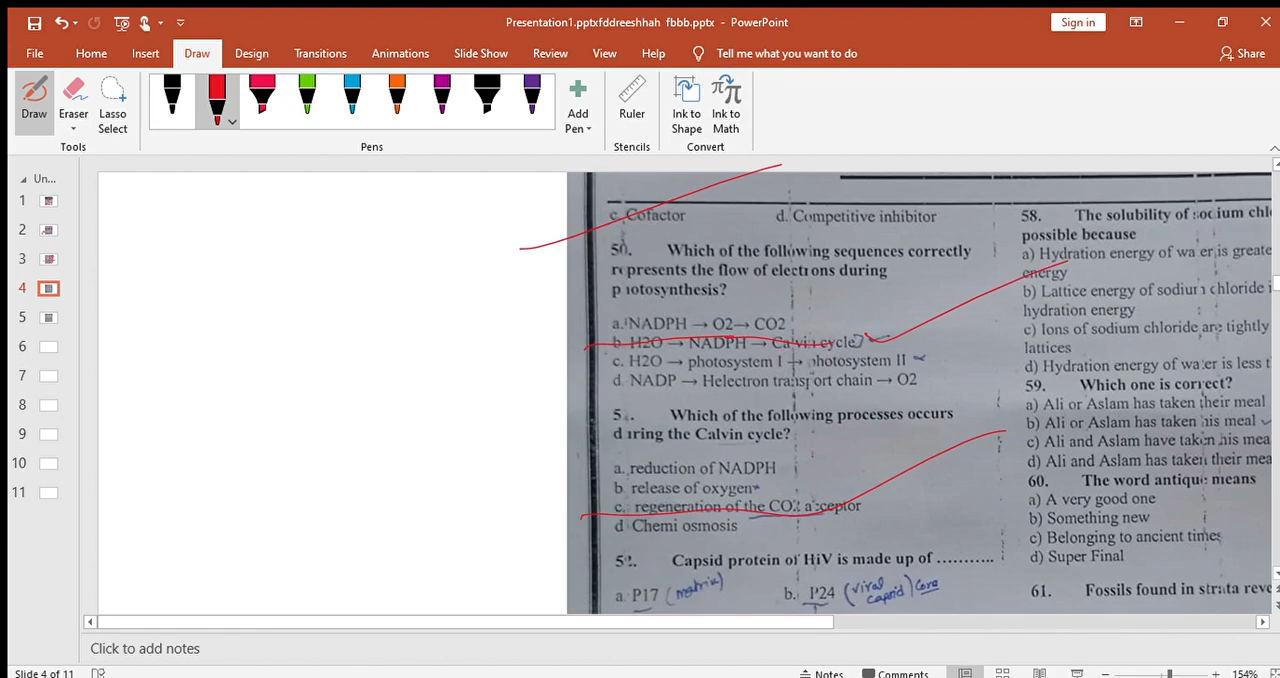 Presentation1.pptxfddreeshhah fbbb.pptx - PowerPoint
Sign in
File Home Insert Draw Design Transitions Animations Slide Show Review View Help Tell me what you want to do
Share
Draw Eraser Lasso Select
Add Pen
Ruler
Ink to Shape
Ink to Math
Tools
Pens
Stencils
Convert
Un...
1
2
3
4
5
6
7
8
9
10
11
c. Cofactor d. Competitive inhibitor
50. Which of the following sequences correctly
represents the flow of electrons during
photosynthesis?
a. NADPH → O2→ CO2
b H2O → NADPH → Calvin cycle
c. H2O → photosystem I → photosystem II
d. NADP → Helectron transport chain → O2
5 . Which of the following processes occurs
during the Calvin cycle?
a. reduction of NADPH
b release of oxygen
c. regeneration of the CO2 acceptor
d Chemi osmosis
52. Capsid protein of HiV is made up of ..........
a. P17 (matrix) b. P24 (viral capsid) core
58. The solubility of sodium chl
possible because
a) Hydration energy of water is greate
energy
b) Lattice energy of sodium chloride i
hydration energy
c) Ions of sodium chloride are tightly
lattices
d) Hydration energy of water is less t
59. Which one is correct?
a) Ali or Aslam has taken their meal
b) Ali or Aslam has taken his meal
c) Ali and Aslam have taken his mea
d) Ali and Aslam has taken their mea
60. The word antique means
a) A very good one
b) Something new
c) Belonging to ancient times
d) Super Final
61. Fossils found in strata reve
Click to add notes
Slide 4 of 11
Notes
Comments
154%